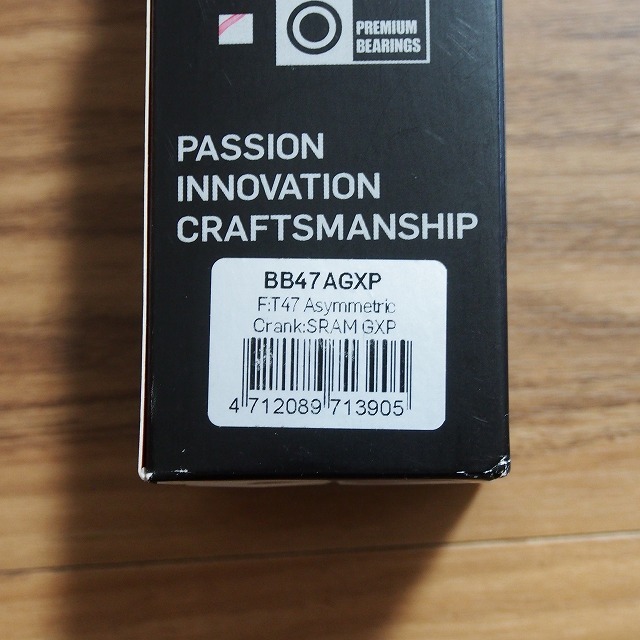 PREMIUM
BEARINGS
PASSION
INNOVATION
CRAFTSMANSHIP
BB47AGXP
F:T47 Asymmetric
Crank:SRAM GXP
4 712089 713905